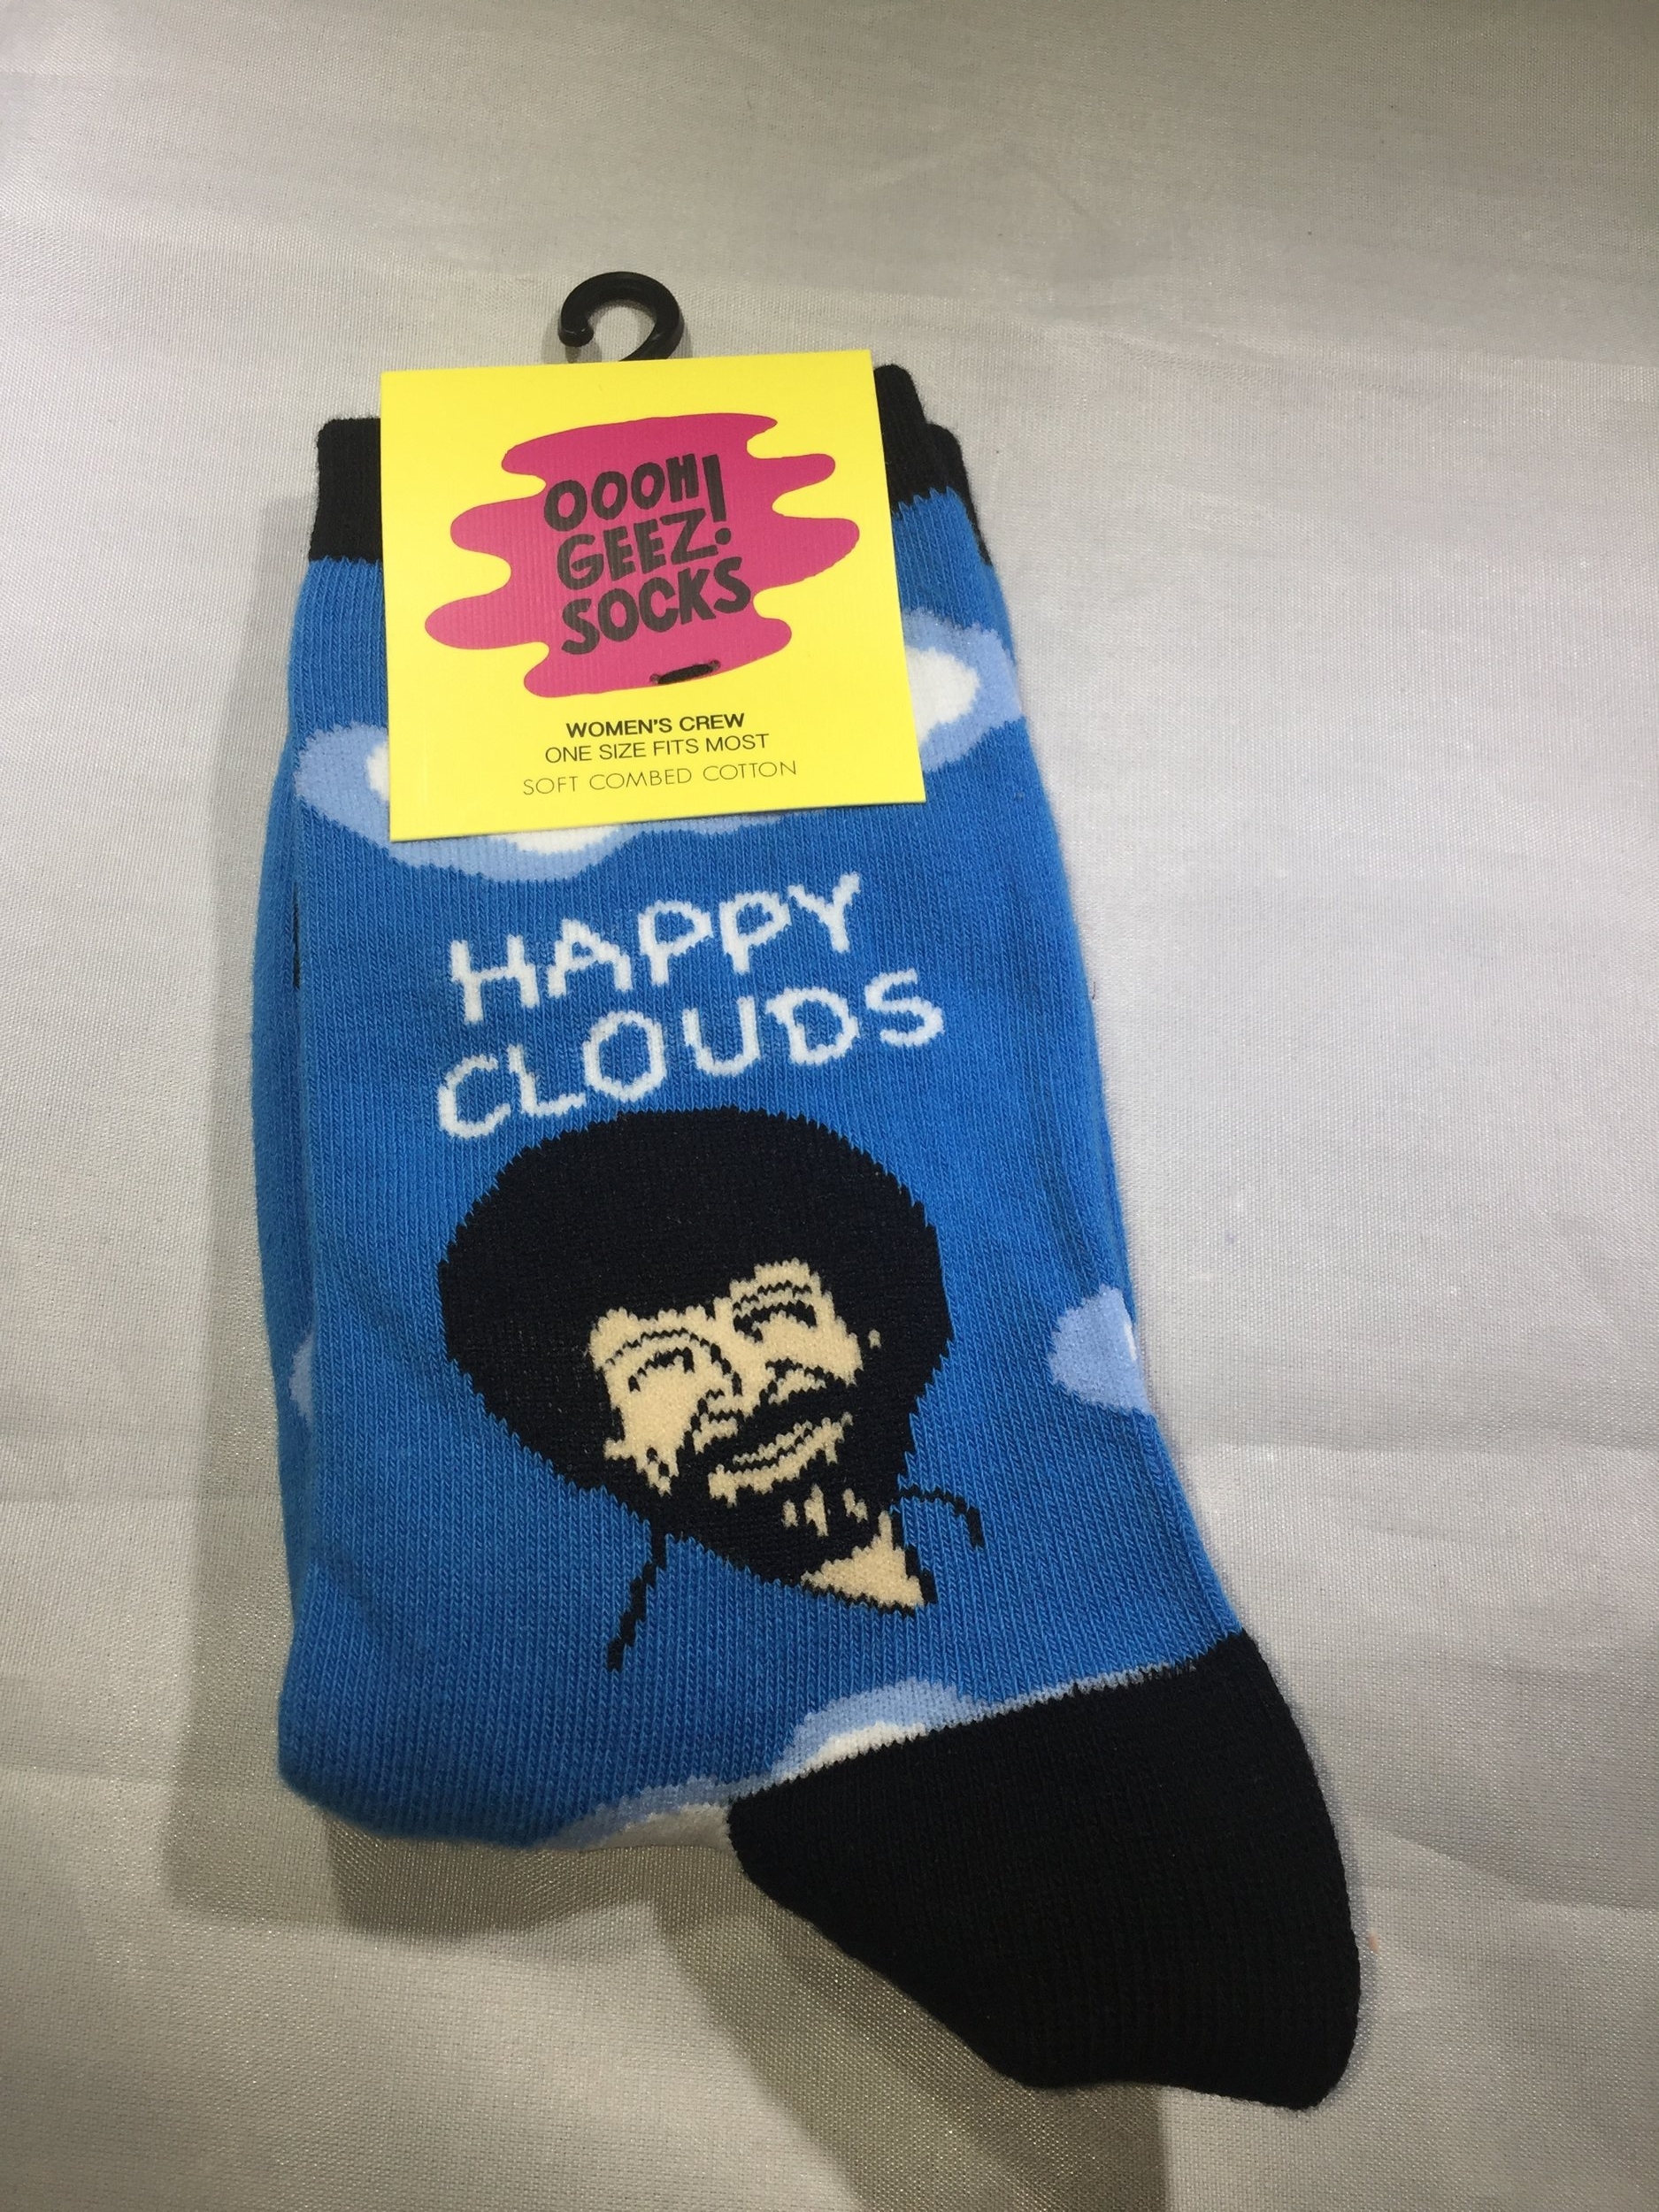 OOOH!
GEEZ!
SOCKS
WOMEN'S CREW
ONE SIZE FITS MOST
SOFT COMBED COTTON
HAPPY
CLOUDS